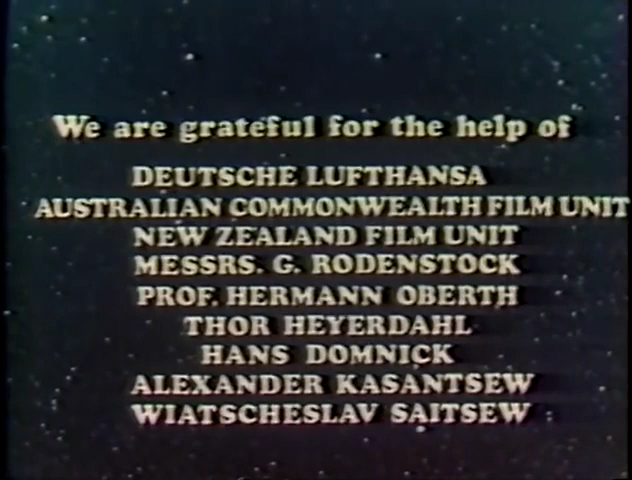 We are grateful for the help of
DEUTSCHE LUFTHANSA
AUSTRALIAN COMMONWEALTH FILM UNIT
NEW ZEALAND FILM UNIT
MESSRS. G. RODENSTOCK
PROF. HERMANN OBERTH
THOR HEYERDAHL
HANS DOMNICK
ALEXANDER KASANTSEW
WIATSCHESLAV SAITSEW